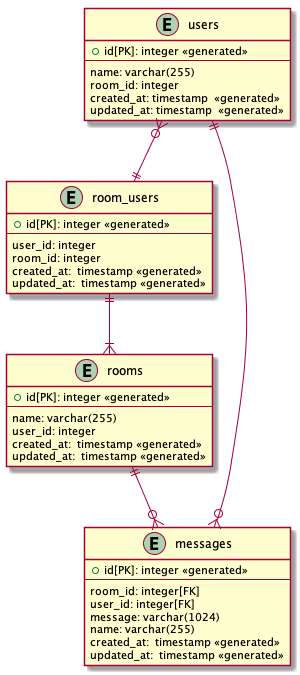 E users
id[PK]: integer «generated»
name: varchar(255)
room_id: integer
created_at: timestamp «generated»
updated_at: timestamp «generated»
E room_users
id[PK]: integer «generated»
user_id: integer
room_id: integer
created_at: timestamp «generated»
updated_at: timestamp «generated»
E rooms
id[PK]: integer «generated»
name: varchar(255)
user_id: integer
created_at: timestamp «generated»
updated_at: timestamp «generated»
E messages
id[PK]: integer «generated»
room_id: integer[FK]
user_id: integer[FK]
message: varchar(1024)
name: varchar(255)
created_at: timestamp «generated»
updated_at: timestamp «generated»